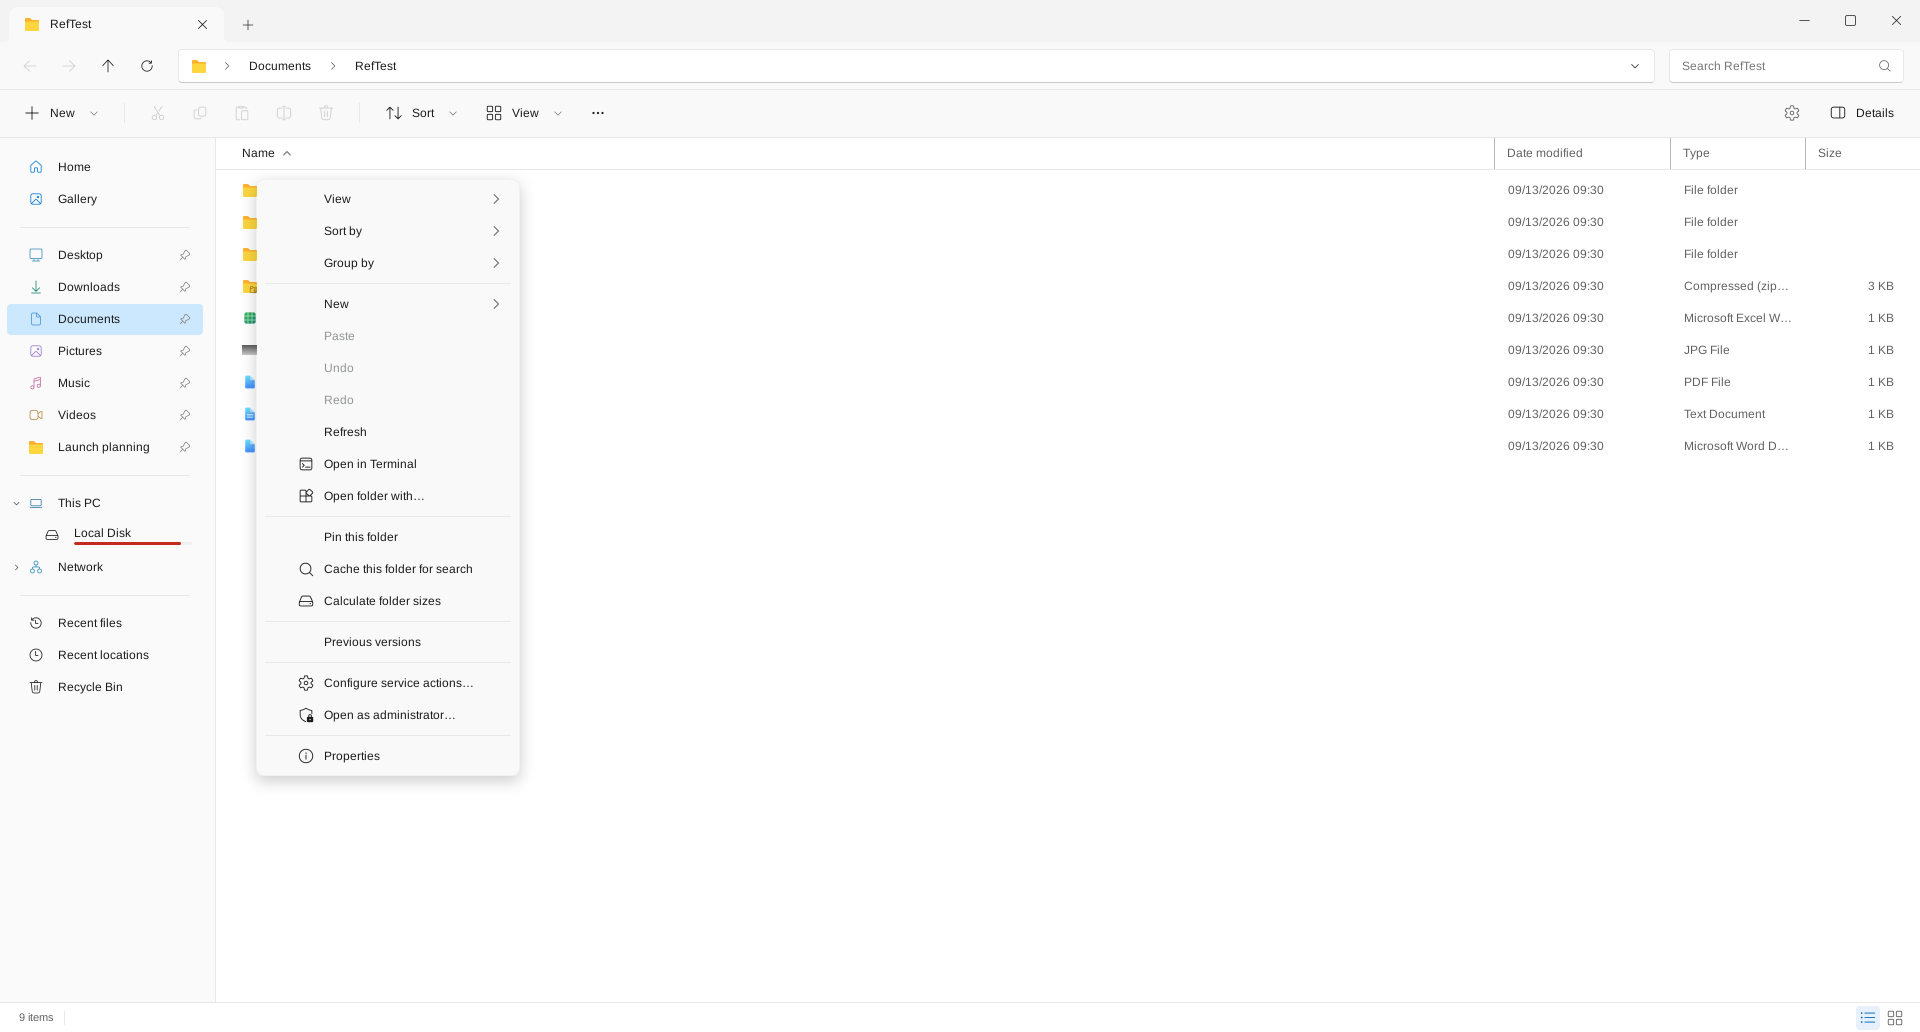 RefTest
Documents
RefTest
Search RefTest
New
Sort
View
Details
Name
Date modified
Type
Size
Home
Gallery
Desktop
Downloads
Documents
Pictures
Music
Videos
Launch planning
This PC
Local Disk
Network
Recent files
Recent locations
Recycle Bin
View
Sort by
Group by
New
Paste
Undo
Redo
Refresh
Open in Terminal
Open folder with…
Pin this folder
Cache this folder for search
Calculate folder sizes
Previous versions
Configure service actions…
Open as administrator…
Properties
09/13/2026 09:30 File folder
09/13/2026 09:30 File folder
09/13/2026 09:30 File folder
09/13/2026 09:30 Compressed (zip… 3 KB
09/13/2026 09:30 Microsoft Excel W… 1 KB
09/13/2026 09:30 JPG File 1 KB
09/13/2026 09:30 PDF File 1 KB
09/13/2026 09:30 Text Document 1 KB
09/13/2026 09:30 Microsoft Word D… 1 KB
9 items